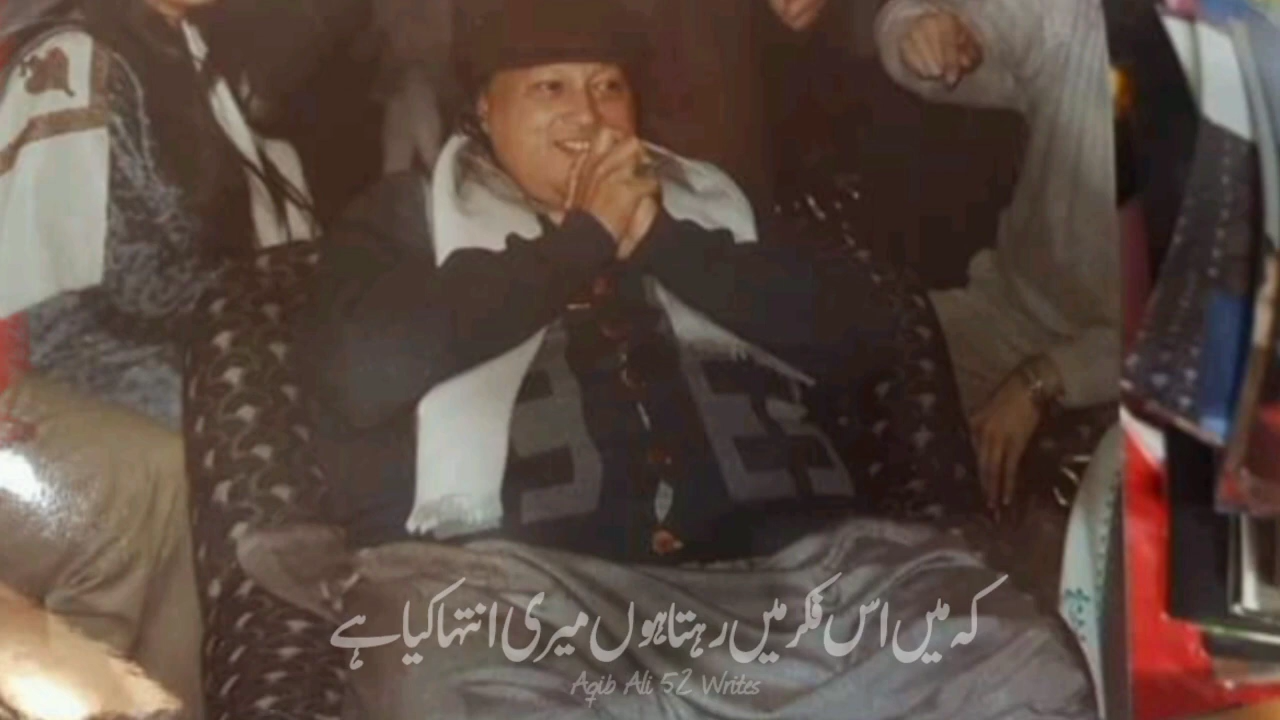 کہ میں اس فکر میں رہتا ہوں میری انتہا کیا ہے
Aqib Ali 52 Writes